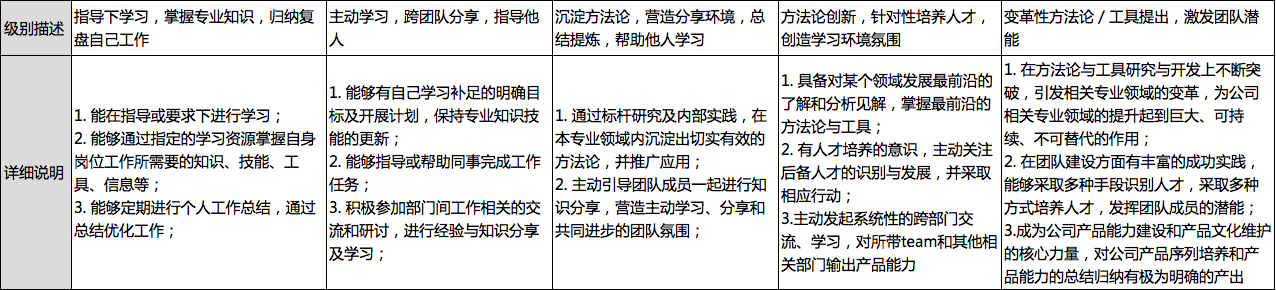 级别描述
指导下学习，掌握专业知识，归纳复
盘自己工作
主动学习，跨团队分享，指导他
人
沉淀方法论，营造分享环境，总
结提炼，帮助他人学习
方法论创新，针对性培养人才，
创造学习环境氛围
变革性方法论／工具提出，激发团队潜
能
详细说明
1. 能在指导或要求下进行学习；
2. 能够通过指定的学习资源掌握自身
岗位工作所需要的知识、技能、工
具、信息等；
3. 能够定期进行个人工作总结，通过
总结优化工作；
1. 能够有自己学习补足的明确目
标及开展计划，保持专业知识技
能的更新；
2. 能够指导或帮助同事完成工作
任务；
3. 积极参加部门间工作相关的交
流和研讨，进行经验与知识分享
及学习；
1. 通过标杆研究及内部实践，在
本专业领域内沉淀出切实有效的
方法论，并推广应用；
2. 主动引导团队成员一起进行知
识分享，营造主动学习、分享和
共同进步的团队氛围；
1. 具备对某个领域发展最前沿的
了解和分析见解，掌握最前沿的
方法论与工具；
2. 有人才培养的意识，主动关注
后备人才的识别与发展，并采取
相应行动；
3.主动发起系统性的跨部门交
流、学习，对所带team和其他相
关部门输出产品能力
1. 在方法论与工具研究与开发上不断突
破，引发相关专业领域的变革，为公司
相关专业领域的提升起到巨大、可持
续、不可替代的作用；
2. 在团队建设方面有丰富的成功实践，
能够采取多种手段识别人才，采取多种
方式培养人才，发挥团队成员的潜能；
3.成为公司产品能力建设和产品文化维护
的核心力量，对公司产品序列培养和产
品能力的总结归纳有极为明确的产出